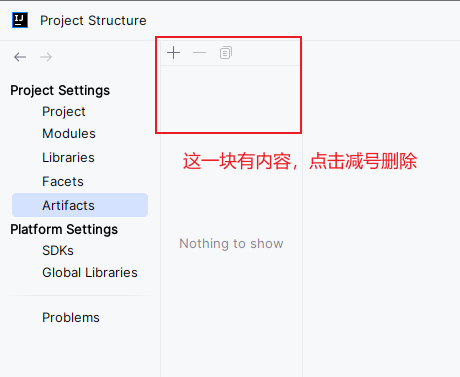 Project Structure
Project Settings
Project
Modules
Libraries
Facets
Artifacts
Platform Settings
SDKs
Global Libraries
Problems
这一块有内容，点击减号删除
Nothing to show